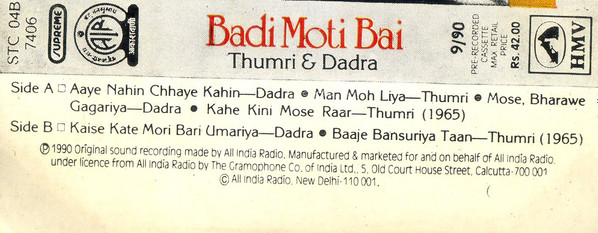 STC 04B
7406
SUPREME
AIR
आकाशवाणी
Badi Moti Bai
Thumri & Dadra
9/90
PRE-RECORDED
CASSETTE
MAX. RETAIL
PRICE
RS. 42.00
HMV
Side A □ Aaye Nahin Chhaye Kahin—Dadra ● Man Moh Liya—Thumri ● Mose, Bharawe
Gagariya—Dadra ● Kahe Kini Mose Raar—Thumri (1965)
Side B □ Kaise Kate Mori Bari Umariya—Dadra ● Baaje Bansuriya Taan—Thumri (1965)
Ⓟ 1990 Original sound recording made by All India Radio, Manufactured & marketed for and on behalf of All India Radio,
under licence from All India Radio by The Gramophone Co. of India Ltd., 5, Old Court House Street, Calcutta-700 001
© All India Radio, New Delhi-110 001.